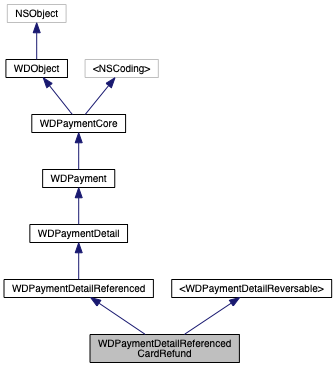 NSObject
WDObject
<NSCoding>
WDPaymentCore
WDPayment
WDPaymentDetail
WDPaymentDetailReferenced
<WDPaymentDetailReversable>
WDPaymentDetailReferenced
CardRefund